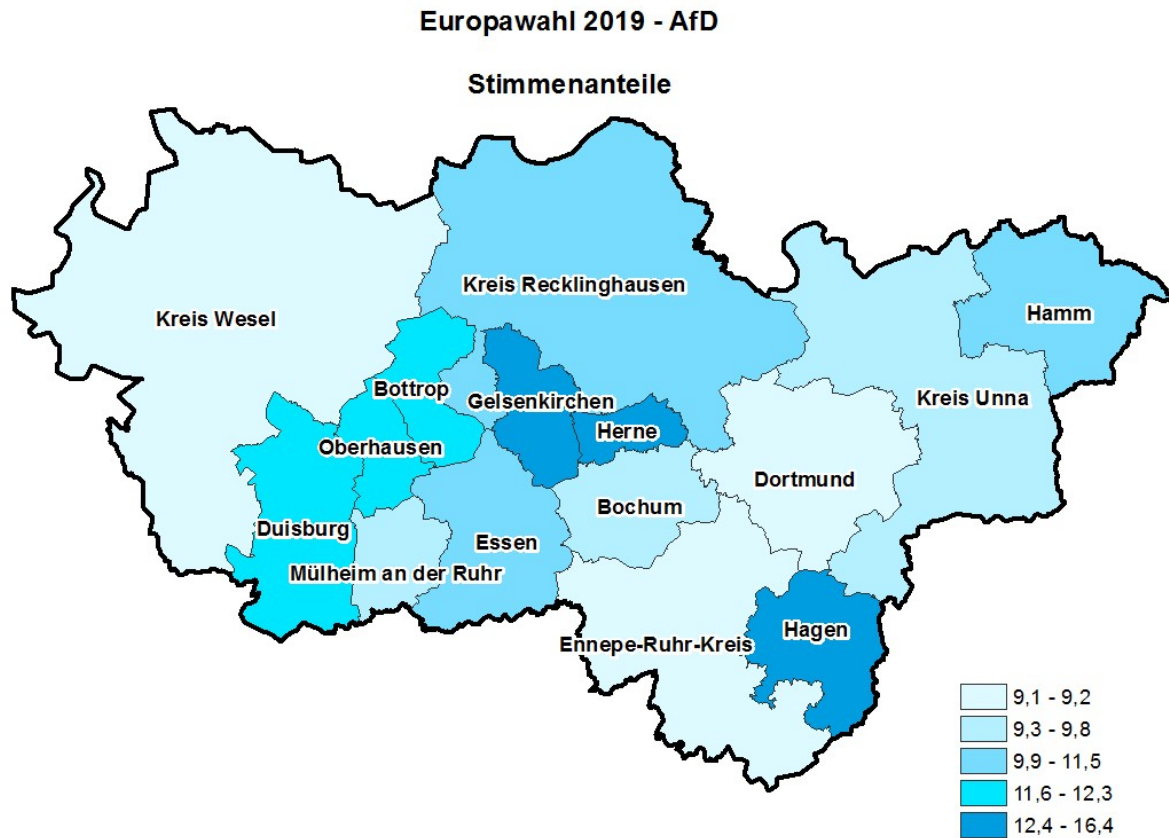 Europawahl 2019 - AfD
Stimmenanteile
Kreis Recklinghausen
Kreis Wesel
Hamm
Bottrop
Gelsenkirchen
Kreis Unna
Herne
Oberhausen
Dortmund
Bochum
Duisburg
Essen
Mülheim an der Ruhr
Hagen
Ennepe-Ruhr-Kreis
9,1 - 9,2
9,3 - 9,8
9,9 - 11,5
11,6 - 12,3
12,4 - 16,4